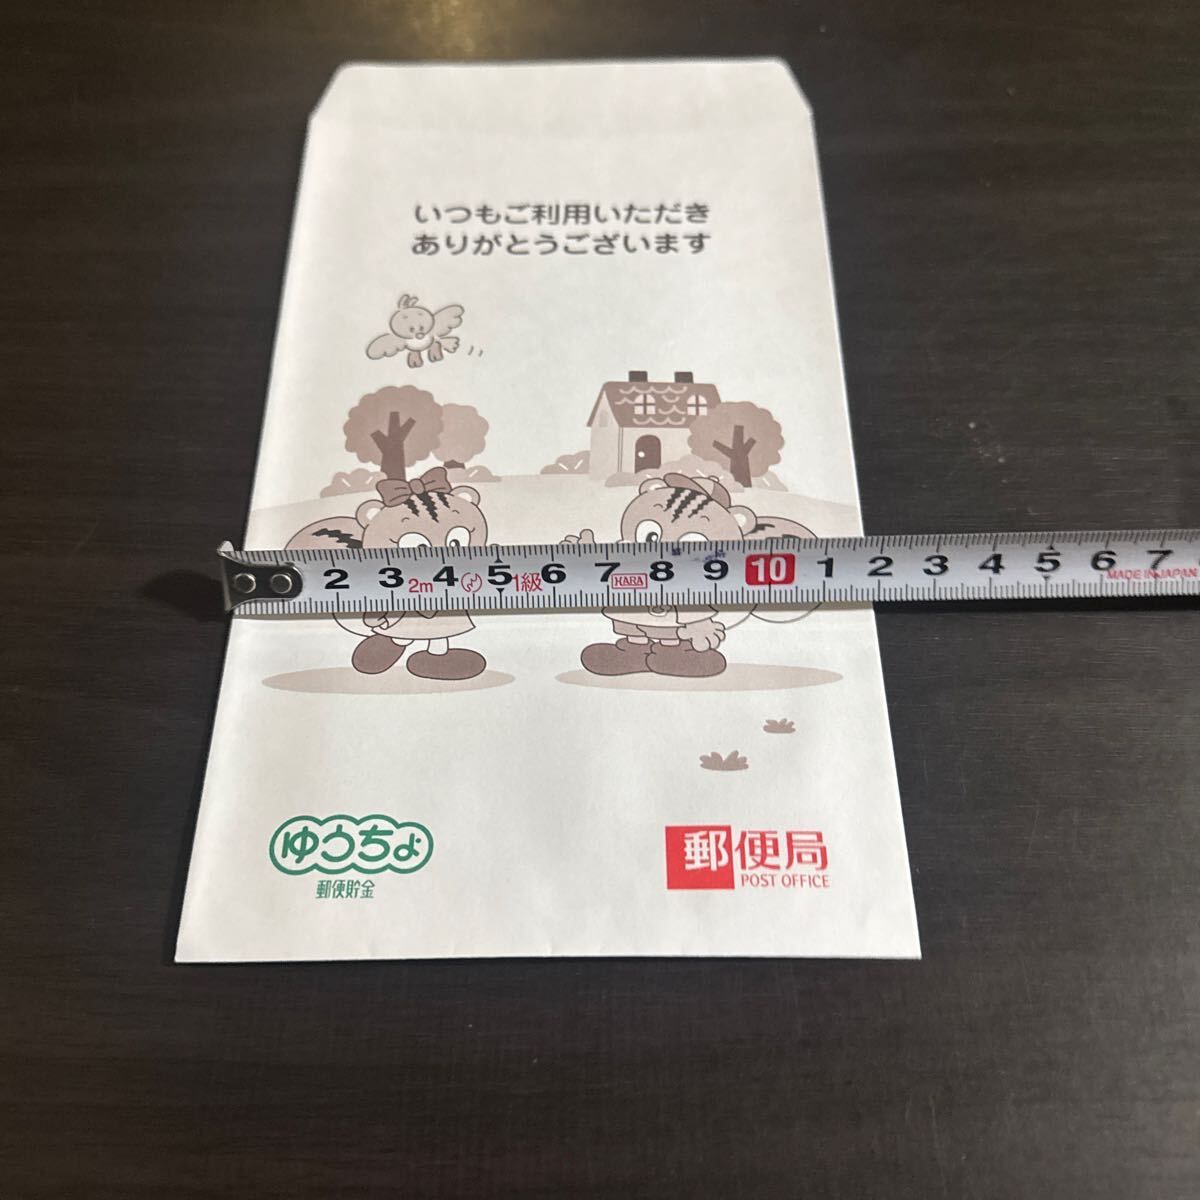 いつもご利用いただき
ありがとうございます
2 3 2m 4 5 1級 6 7 HARA 8 9 10 1 2 3 4 5 6 7
MADE IN JAPAN
ゆうちょ
郵便貯金
郵便局
POST OFFICE